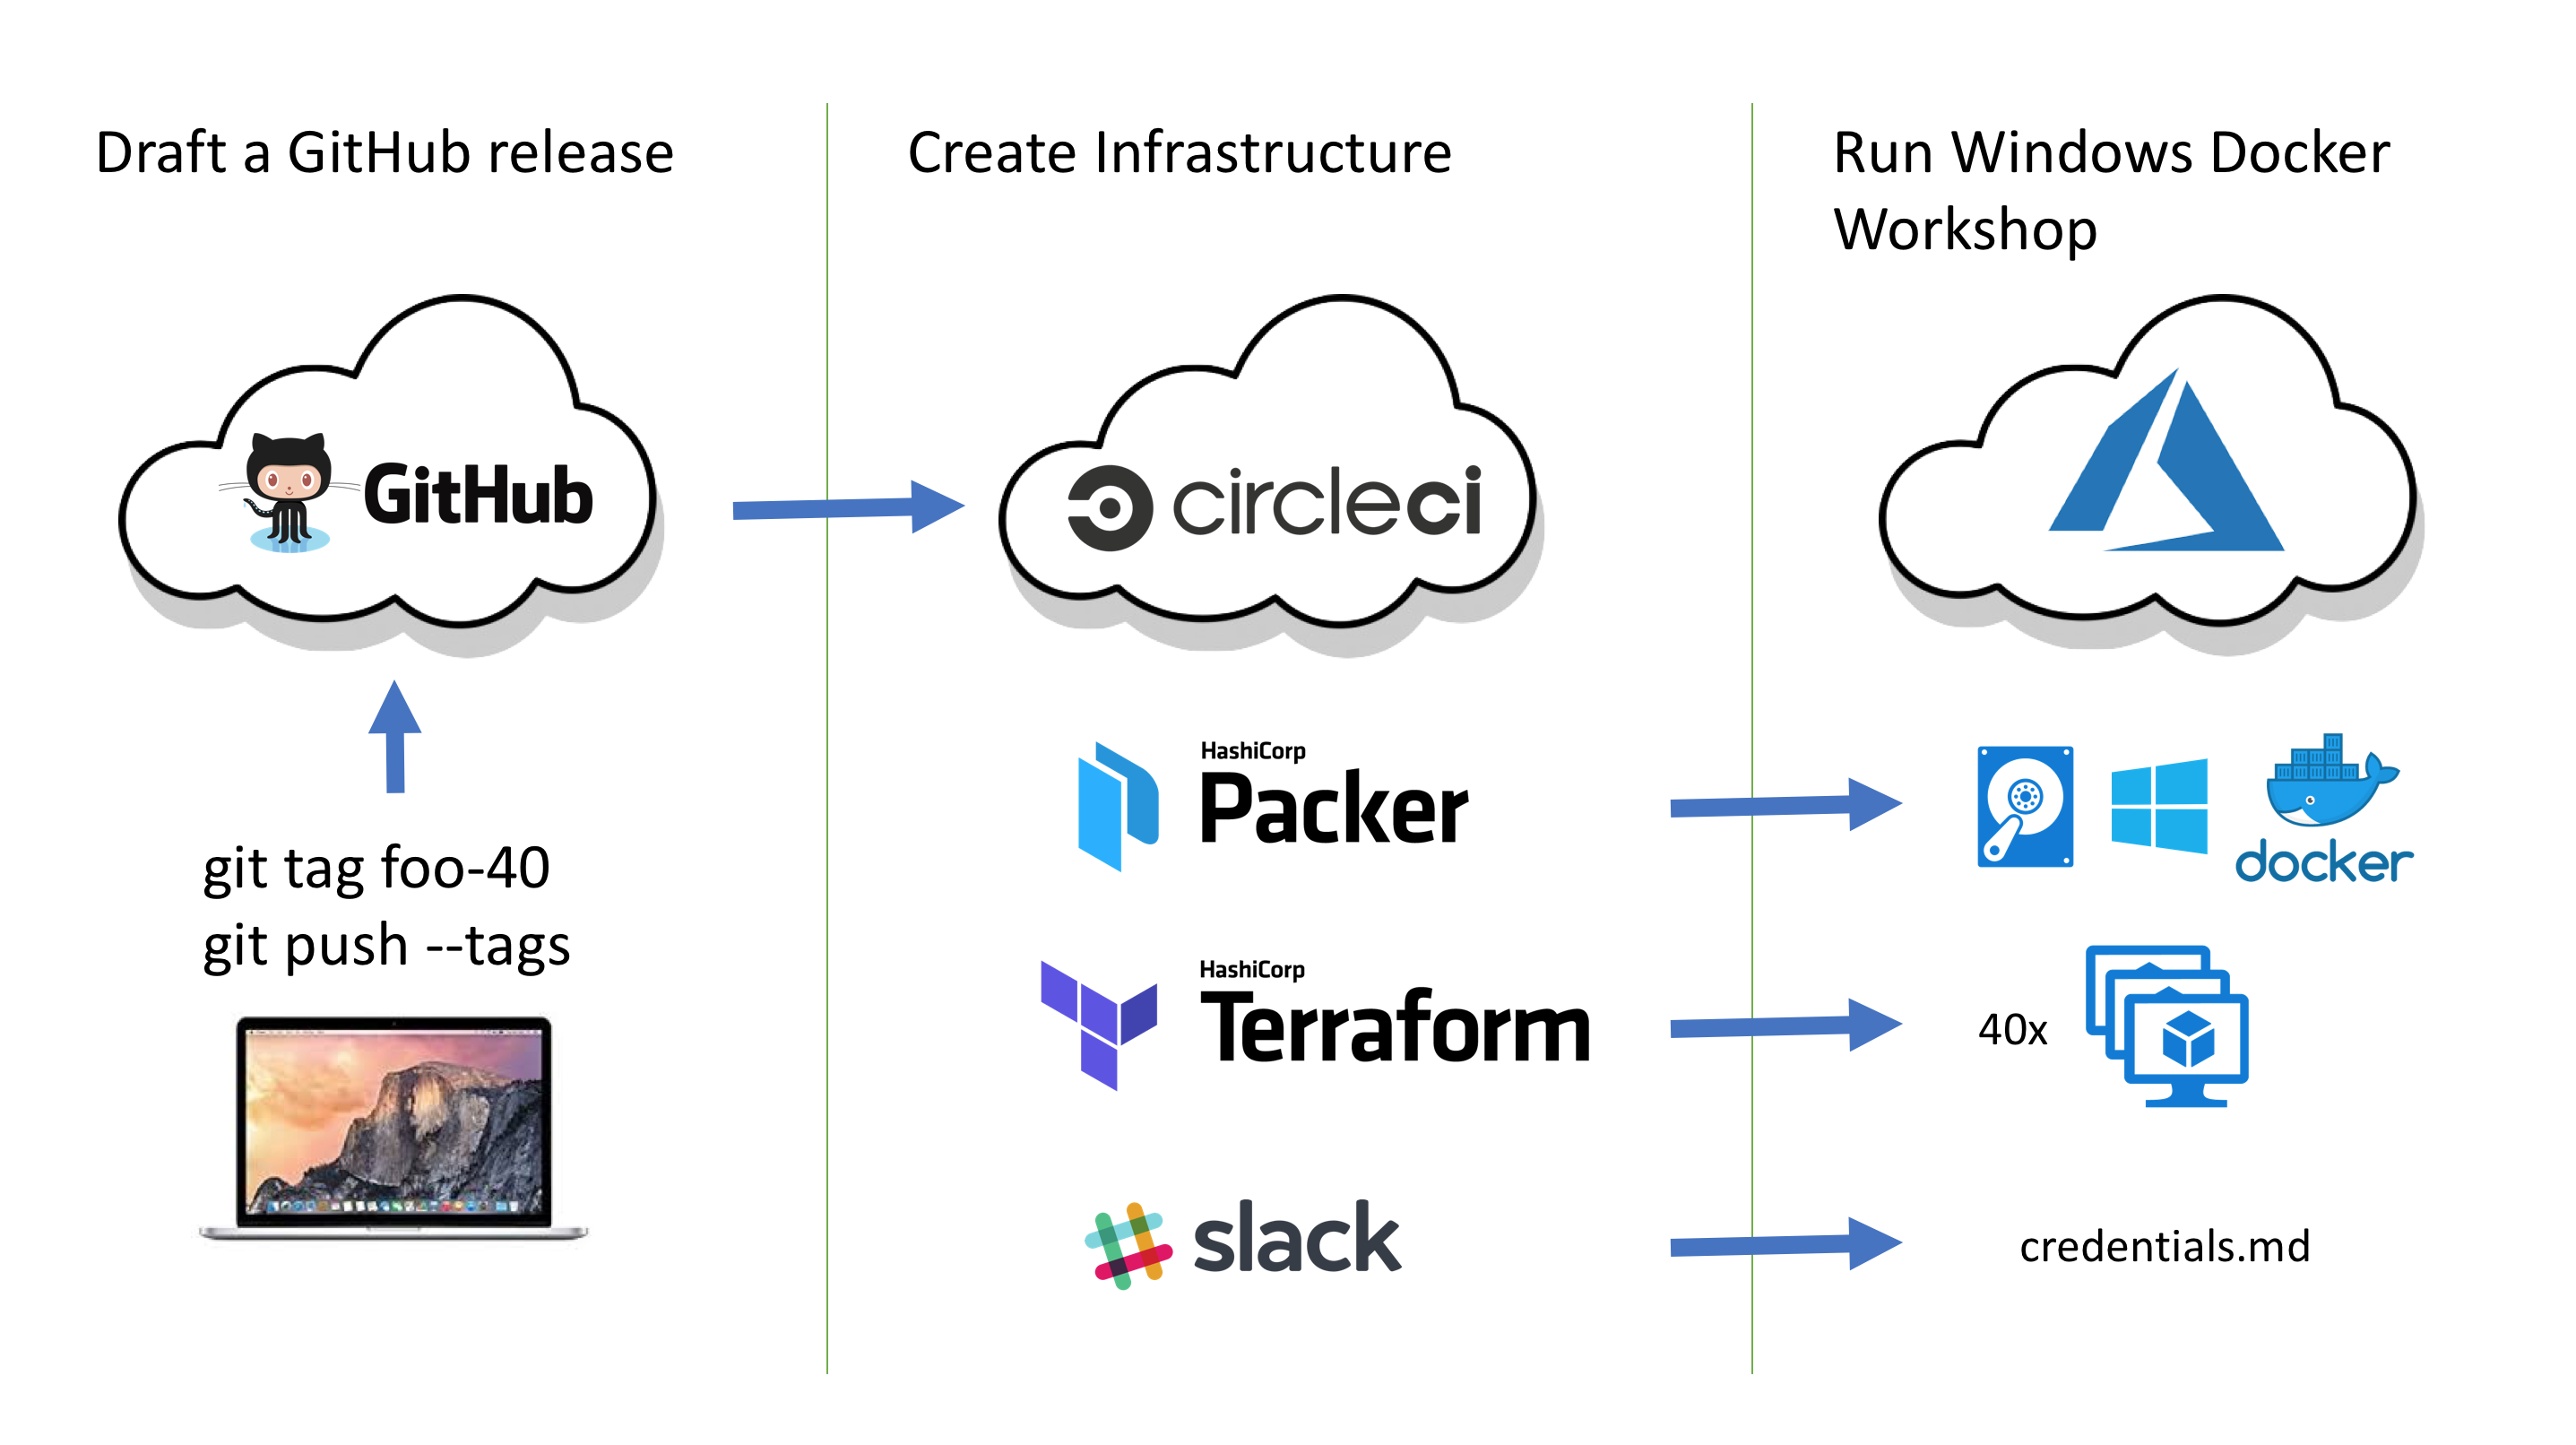 Draft a GitHub release
GitHub
git tag foo-40
git push --tags
Create Infrastructure
circleci
HashiCorp
Packer
HashiCorp
Terraform
slack
Run Windows Docker
Workshop
docker
40x
credentials.md